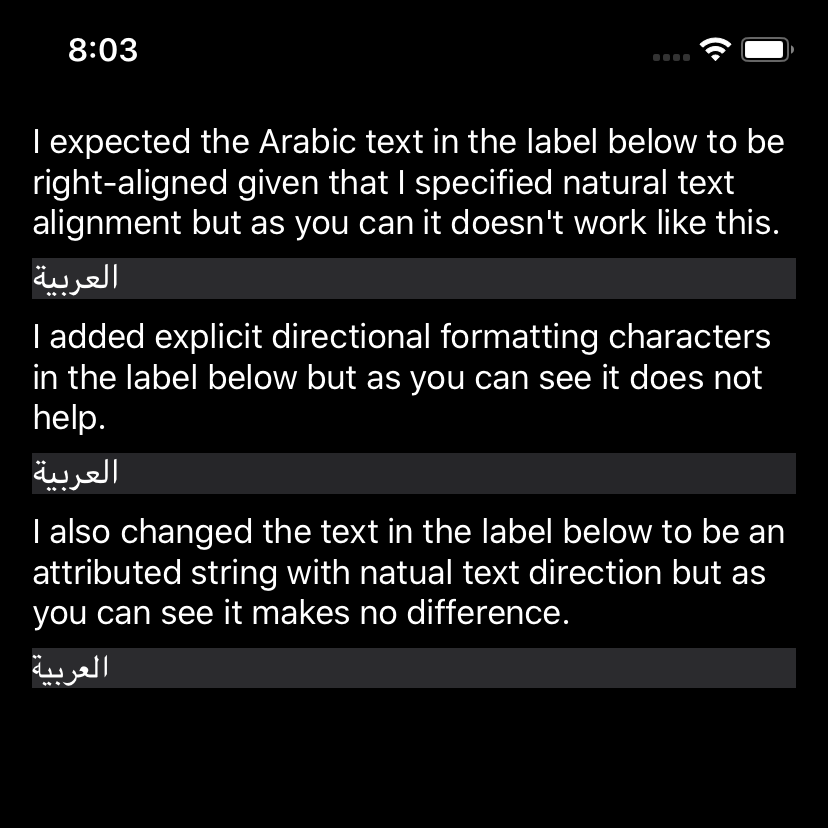 8:03
I expected the Arabic text in the label below to be
right-aligned given that I specified natural text
alignment but as you can it doesn't work like this.
العربية
I added explicit directional formatting characters
in the label below but as you can see it does not
help.
العربية
I also changed the text in the label below to be an
attributed string with natual text direction but as
you can see it makes no difference.
العربية